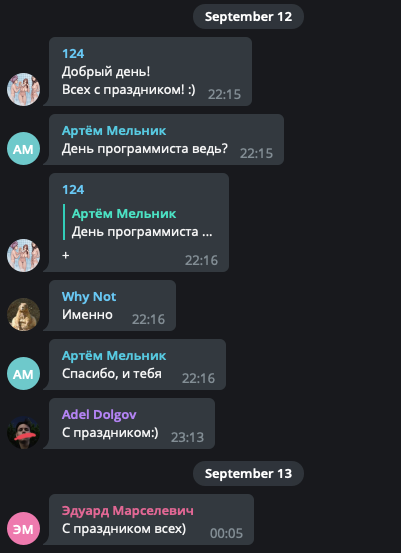 September 12
124
Добрый день!
Всех с праздником! :) 22:15
АМ
Артём Мельник
День программиста ведь? 22:15
124
Артём Мельник
День программиста ...
+ 22:16
Why Not
Именно 22:16
АМ
Артём Мельник
Спасибо, и тебя 22:16
Adel Dolgov
С праздником:) 23:13
September 13
ЭМ
Эдуард Марселевич
С праздником всех) 00:05